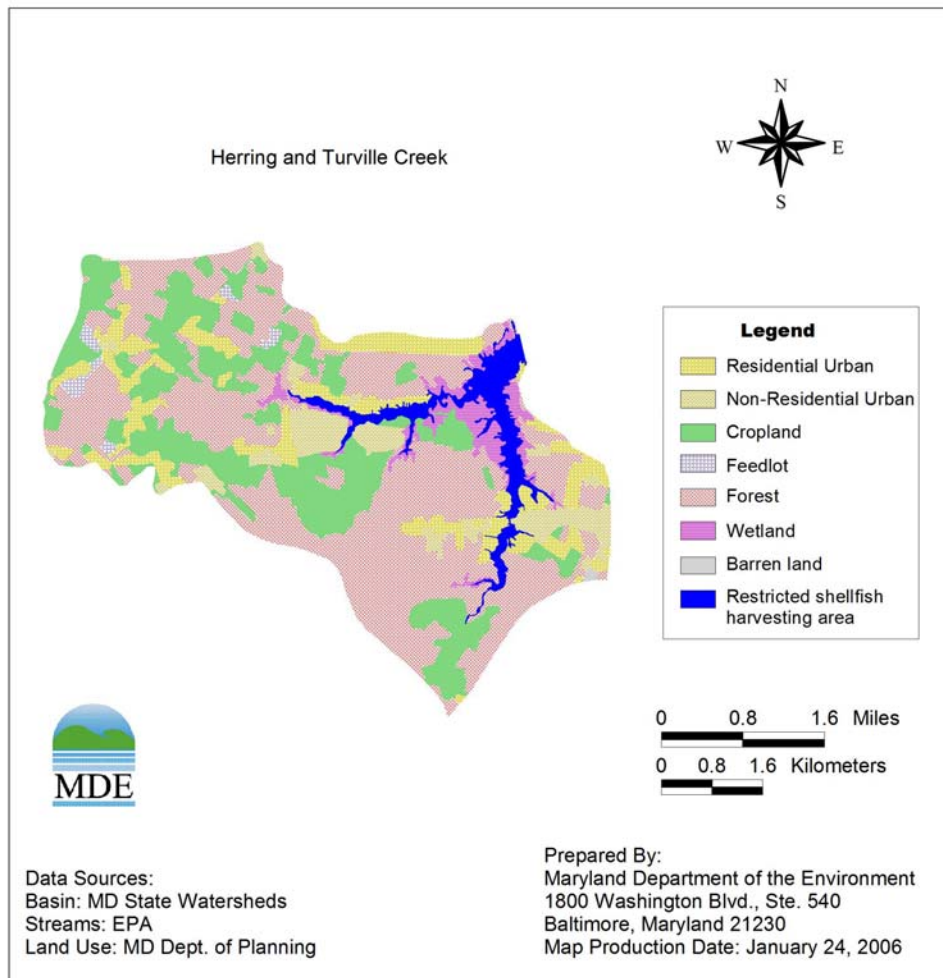 Herring and Turville Creek
N
W
E
S
Legend
Residential Urban
Non-Residential Urban
Cropland
Feedlot
Forest
Wetland
Barren land
Restricted shellfish
harvesting area
0 0.8 1.6 Miles
0 0.8 1.6 Kilometers
MDE
Data Sources:
Basin: MD State Watersheds
Streams: EPA
Land Use: MD Dept. of Planning
Prepared By:
Maryland Department of the Environment
1800 Washington Blvd., Ste. 540
Baltimore, Maryland 21230
Map Production Date: January 24, 2006